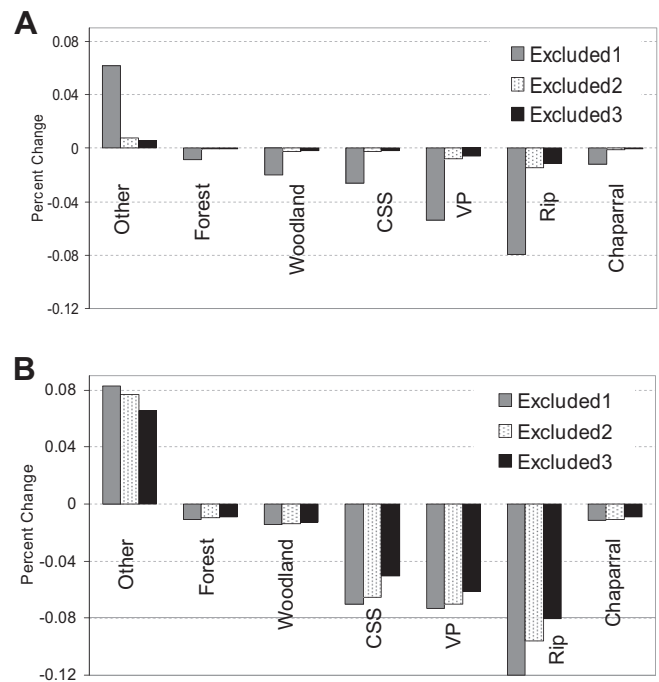 A
0.08
0.04
0
-0.04
-0.08
-0.12
Percent Change
Excluded1
Excluded2
Excluded3
Other
Forest
Woodland
CSS
VP
Rip
Chaparral
B
0.08
0.04
0
-0.04
-0.08
-0.12
Percent Change
Excluded1
Excluded2
Excluded3
Other
Forest
Woodland
CSS
VP
Rip
Chaparral